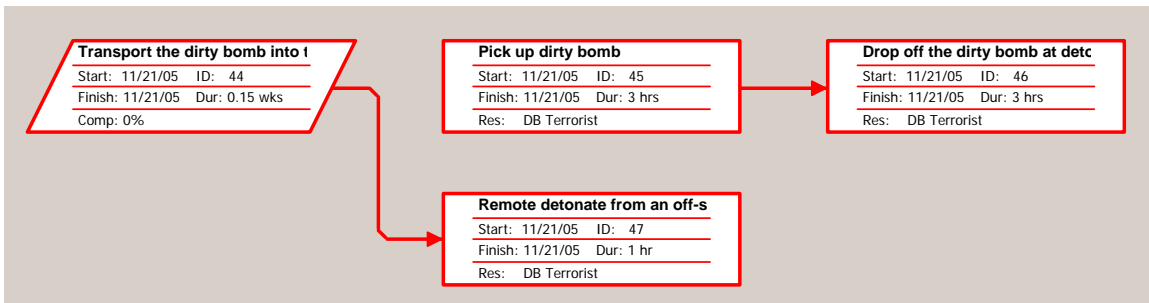 Transport the dirty bomb into t
Start: 11/21/05 ID: 44
Finish: 11/21/05 Dur: 0.15 wks
Comp: 0%
Pick up dirty bomb
Start: 11/21/05 ID: 45
Finish: 11/21/05 Dur: 3 hrs
Res: DB Terrorist
Drop off the dirty bomb at detc
Start: 11/21/05 ID: 46
Finish: 11/21/05 Dur: 3 hrs
Res: DB Terrorist
Remote detonate from an off-s
Start: 11/21/05 ID: 47
Finish: 11/21/05 Dur: 1 hr
Res: DB Terrorist